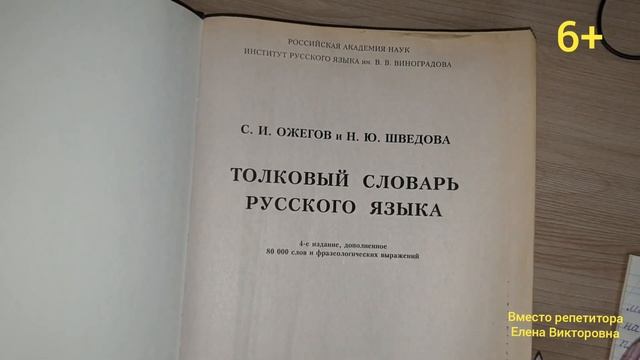 РОССИЙСКАЯ АКАДЕМИЯ НАУК
ИНСТИТУТ РУССКОГО ЯЗЫКА им. В. В. ВИНОГРАДОВА
6+
С. И. ОЖЕГОВ и Н. Ю. ШВЕДОВА
ТОЛКОВЫЙ СЛОВАРЬ
РУССКОГО ЯЗЫКА
4-е издание, дополненное
80 000 слов и фразеологических выражений
Вместо репетитора
Елена Викторовна